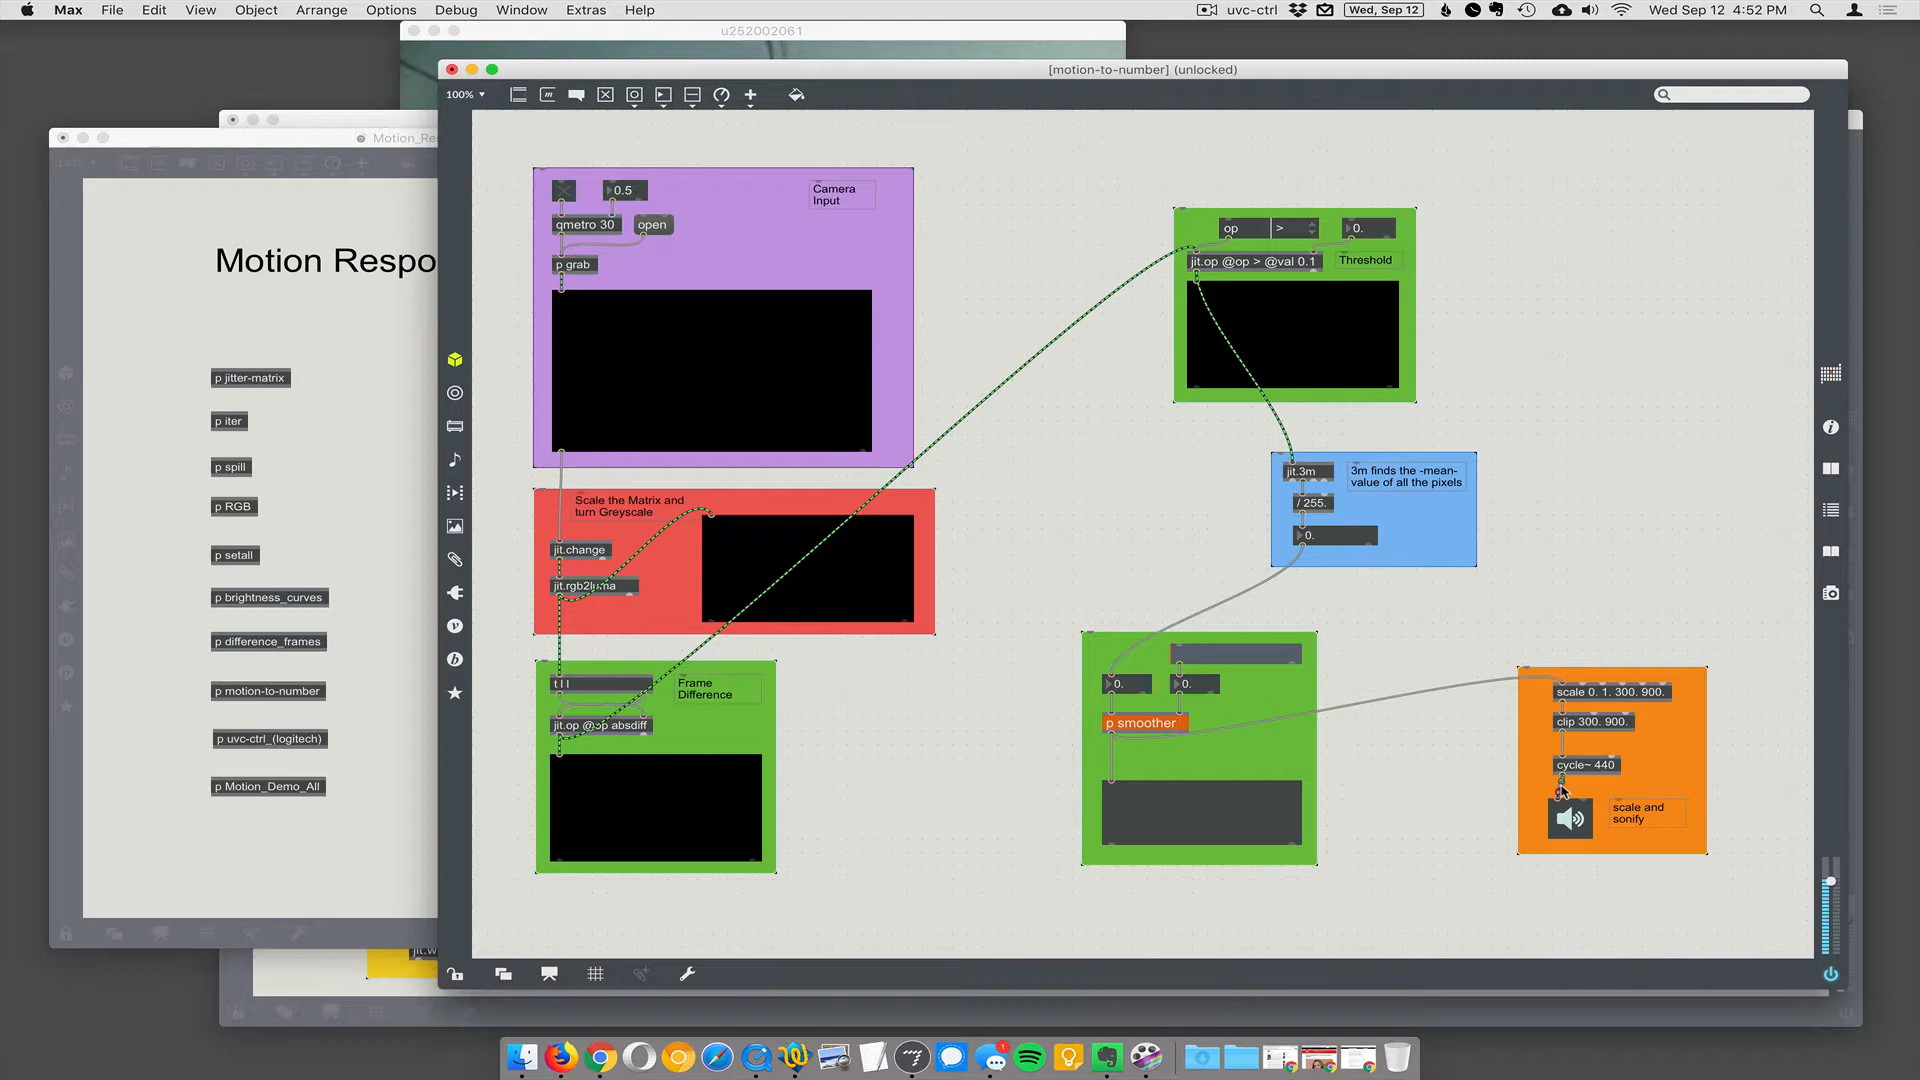 Max File Edit View Object Arrange Options Debug Window Extras Help
uvc-ctrl Wed, Sep 12 Wed Sep 12 4:52 PM
u252002061
[motion-to-number] (unlocked)
100%
Motion_Re
Motion Respo
p jitter-matrix
p iter
p spill
p RGB
p setall
p brightness_curves
p difference_frames
p motion-to-number
p uvc-ctrl_(logitech)
p Motion_Demo_All
jit.w
0.5
Camera
Input
qmetro 30
open
p grab
Scale the Matrix and
turn Greyscale
jit.change
jit.rgb2luma
t l l
Frame
Difference
jit.op @op absdiff
op >
0.
jit.op @op > @val 0.1
Threshold
jit.3m
3m finds the -mean-
value of all the pixels
/ 255.
0.
0.
0.
p smoother
scale 0. 1. 300. 900.
clip 300. 900.
cycle~ 440
scale and
sonify
1